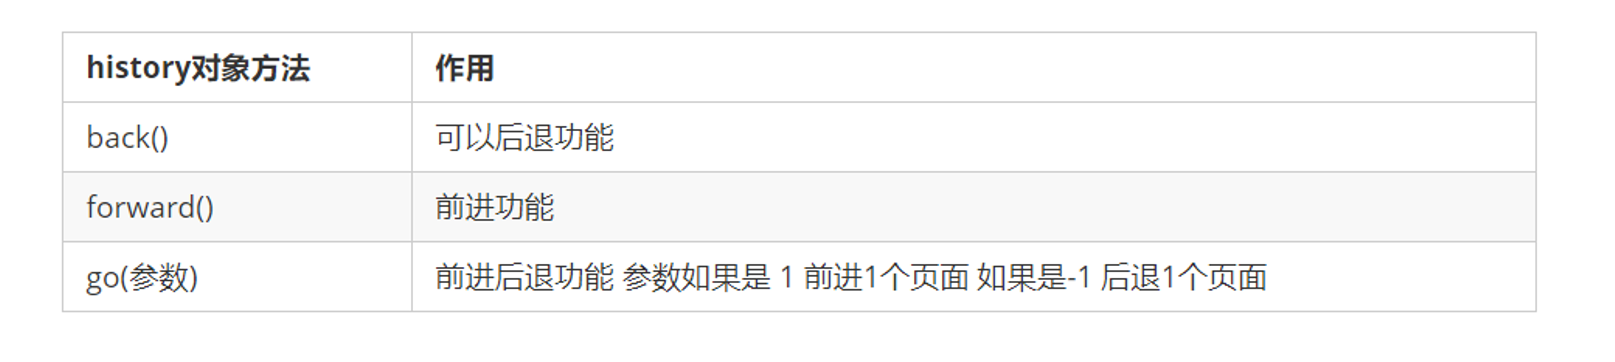 history对象方法 作用
back() 可以后退功能
forward() 前进功能
go(参数) 前进后退功能 参数如果是 1 前进1个页面 如果是-1 后退1个页面